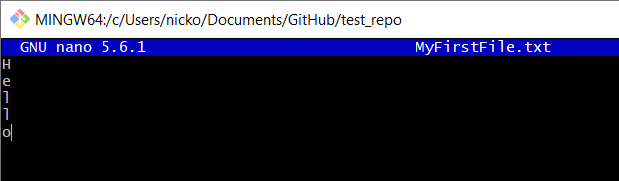 MINGW64:/c/Users/nicko/Documents/GitHub/test_repo
GNU nano 5.6.1 MyFirstFile.txt
H
e
l
l
o